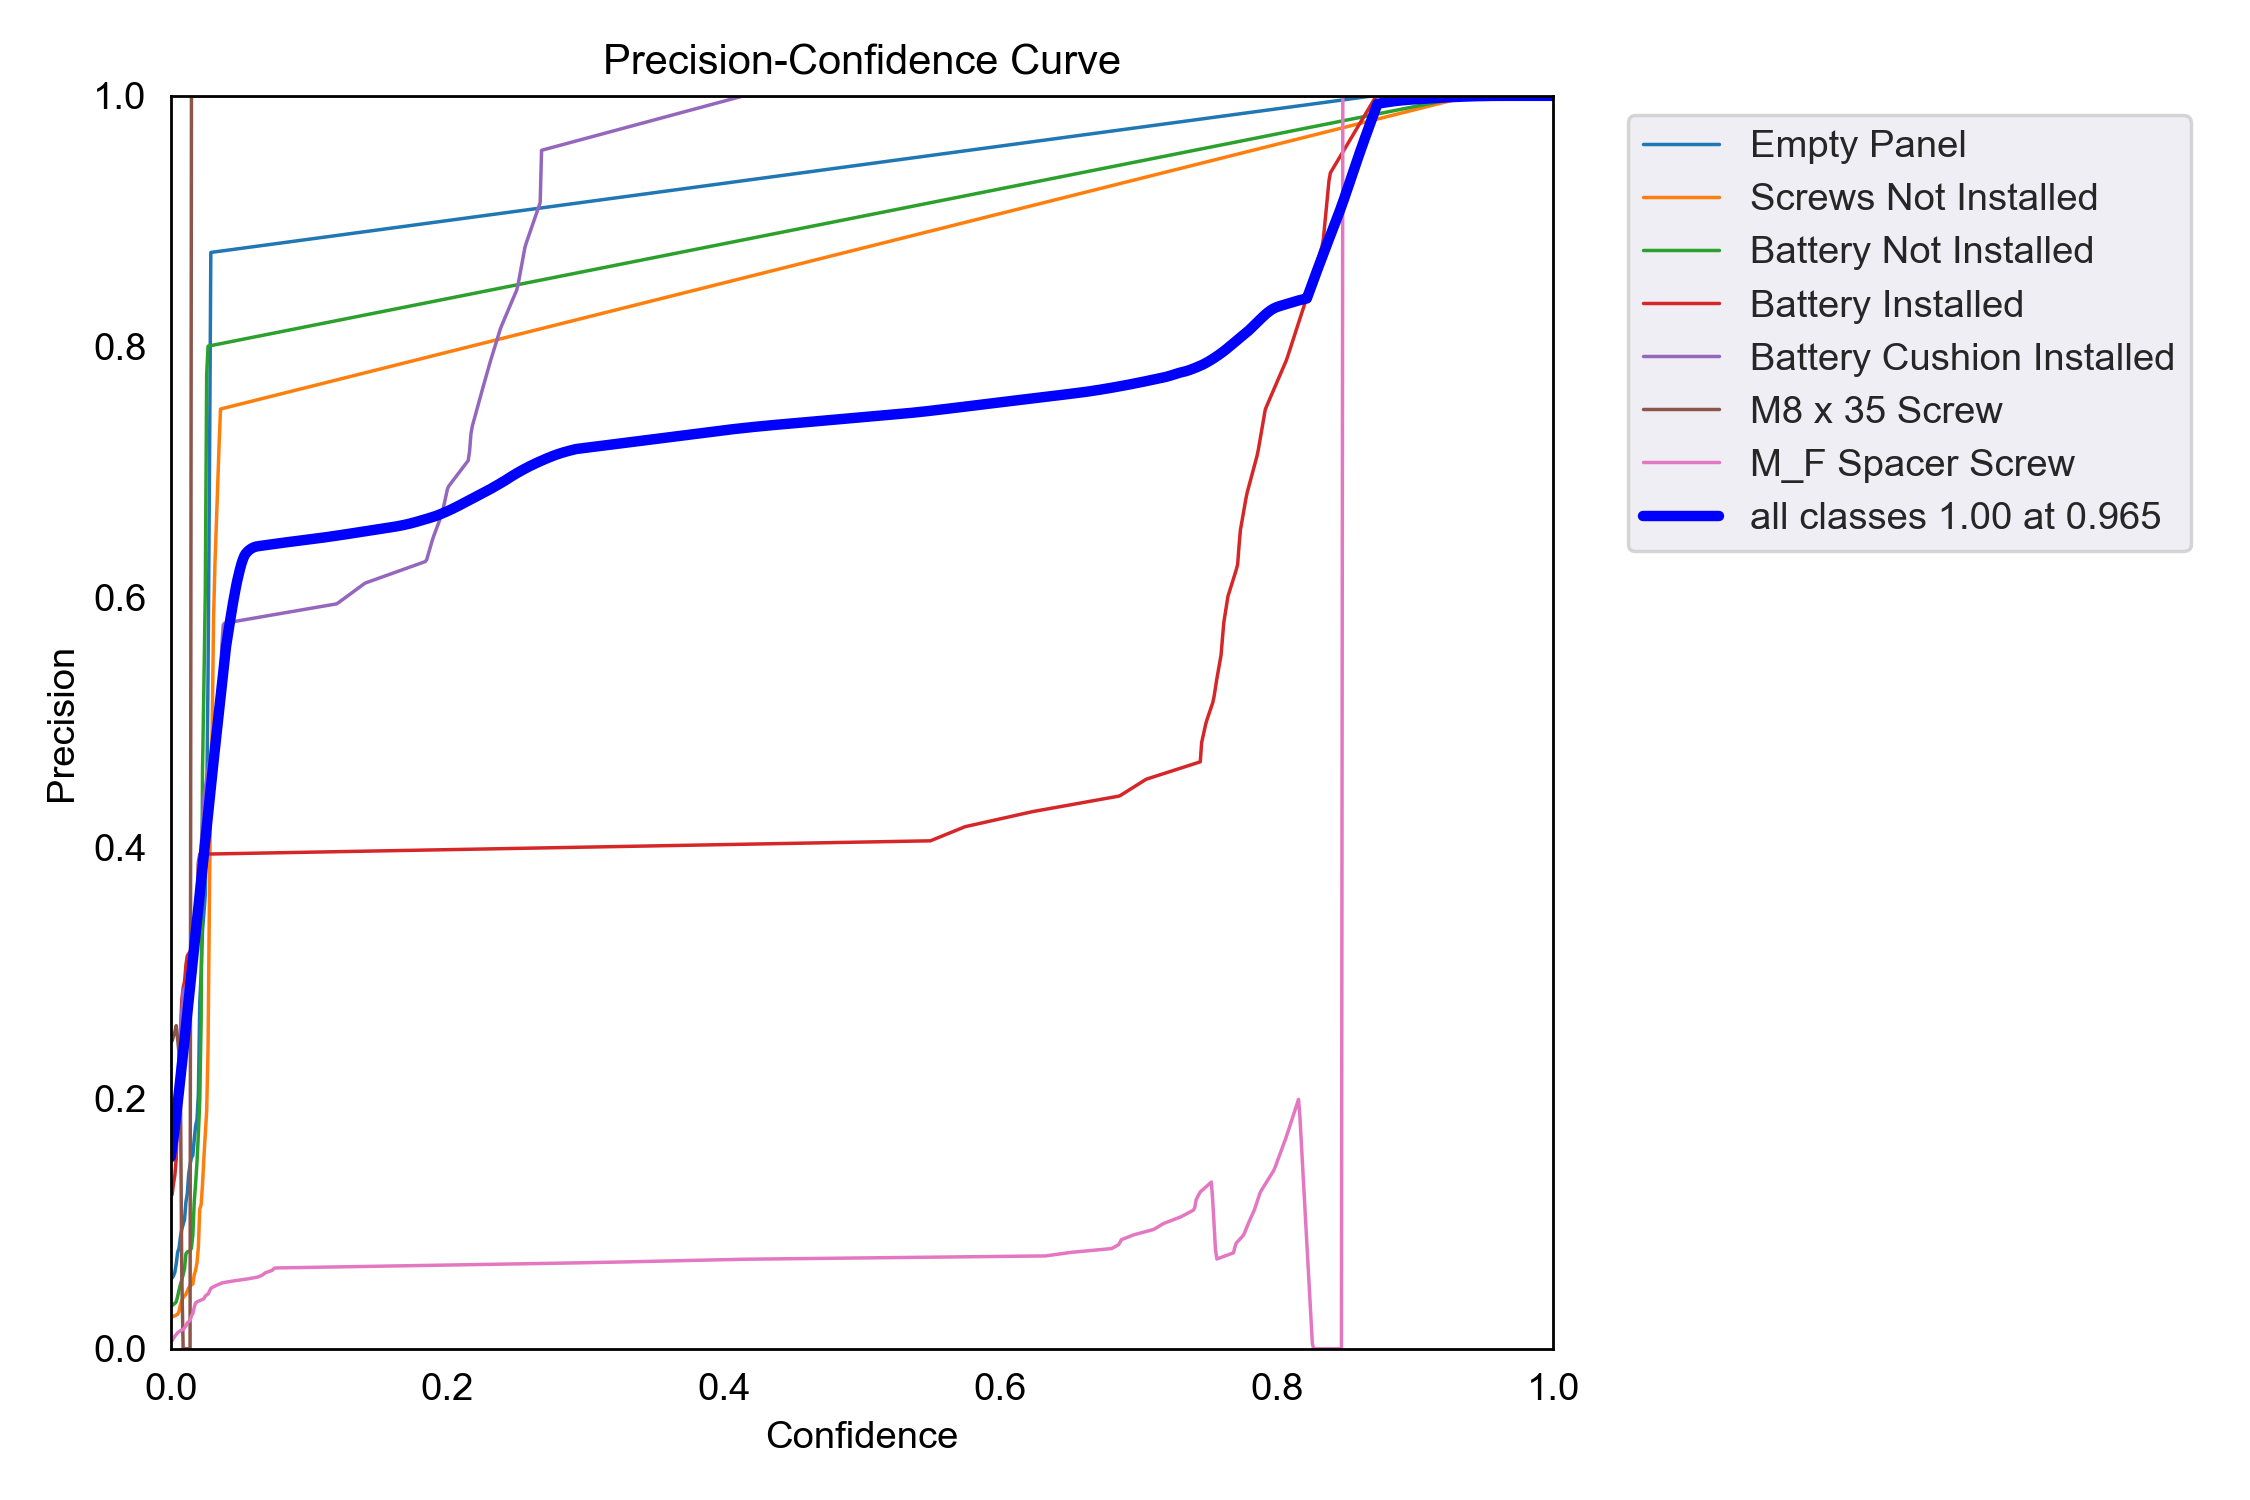 Precision-Confidence Curve
1.0
0.8
0.6
0.4
0.2
0.0
Precision
0.0 0.2 0.4 0.6 0.8 1.0
Confidence
Empty Panel
Screws Not Installed
Battery Not Installed
Battery Installed
Battery Cushion Installed
M8 x 35 Screw
M_F Spacer Screw
all classes 1.00 at 0.965